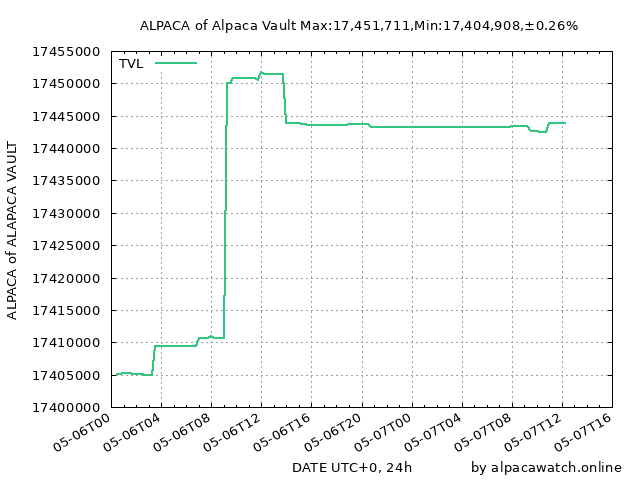 ALPACA of Alpaca Vault Max:17,451,711,Min:17,404,908,±0.26%
TVL
ALPACA of ALAPACA VAULT
17455000
17450000
17445000
17440000
17435000
17430000
17425000
17420000
17415000
17410000
17405000
17400000
05-06T00
05-06T04
05-06T08
05-06T12
05-06T16
05-06T20
05-07T00
05-07T04
05-07T08
05-07T12
05-07T16
DATE UTC+0, 24h
by alpacawatch.online